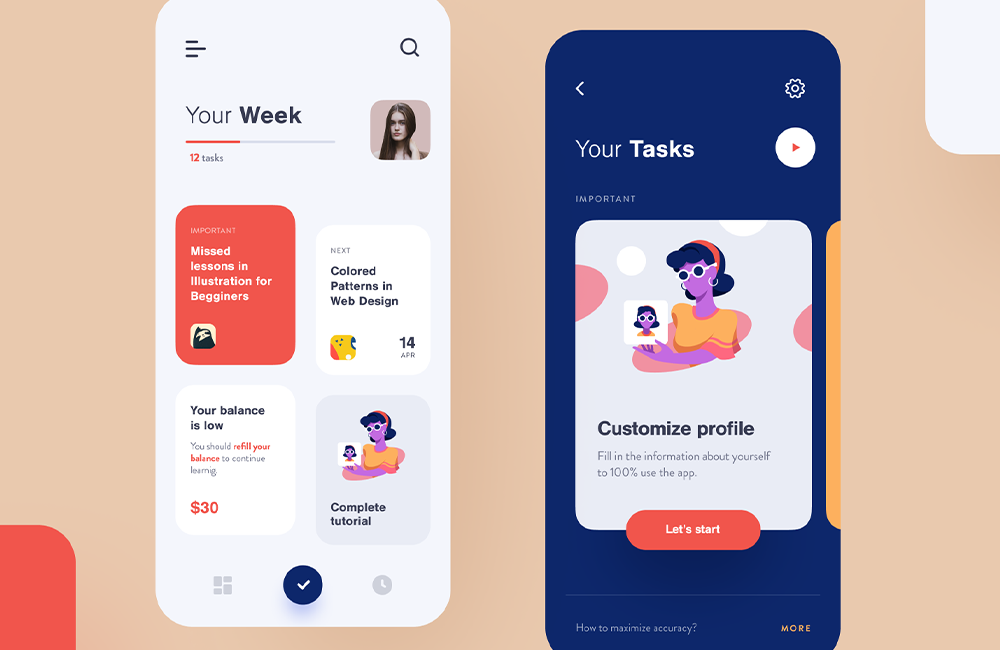 Your Week
12 tasks
IMPORTANT
Missed
lessons in
Illustration for
Begginers
NEXT
Colored
Patterns in
Web Design
14
APR
Your balance
is low
You should refill your
balance to continue
learnig.
$30
Complete
tutorial
Your Tasks
IMPORTANT
Customize profile
Fill in the information about yourself
to 100% use the app.
Let's start
How to maximize accuracy?
MORE